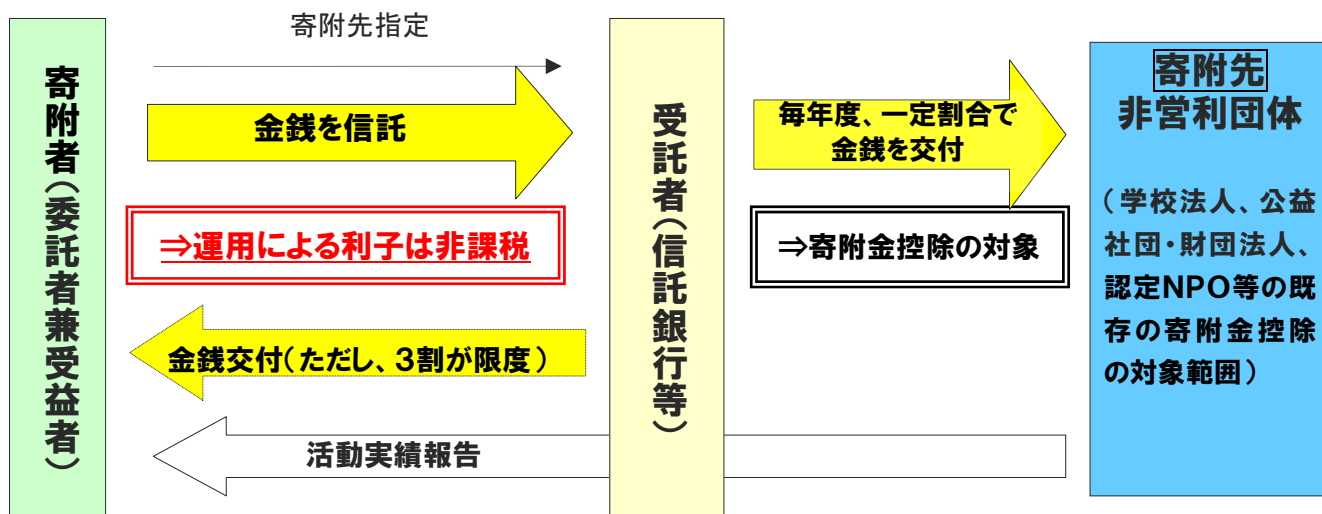 寄附先指定
寄附者(委託者兼受益者)
金銭を信託
⇒運用による利子は非課税
金銭交付(ただし、3割が限度)
活動実績報告
受託者(信託銀行等)
毎年度、一定割合で
金銭を交付
⇒寄附金控除の対象
寄附先
非営利団体
(学校法人、公益
社団・財団法人、
認定NPO等の既
存の寄附金控除
の対象範囲)